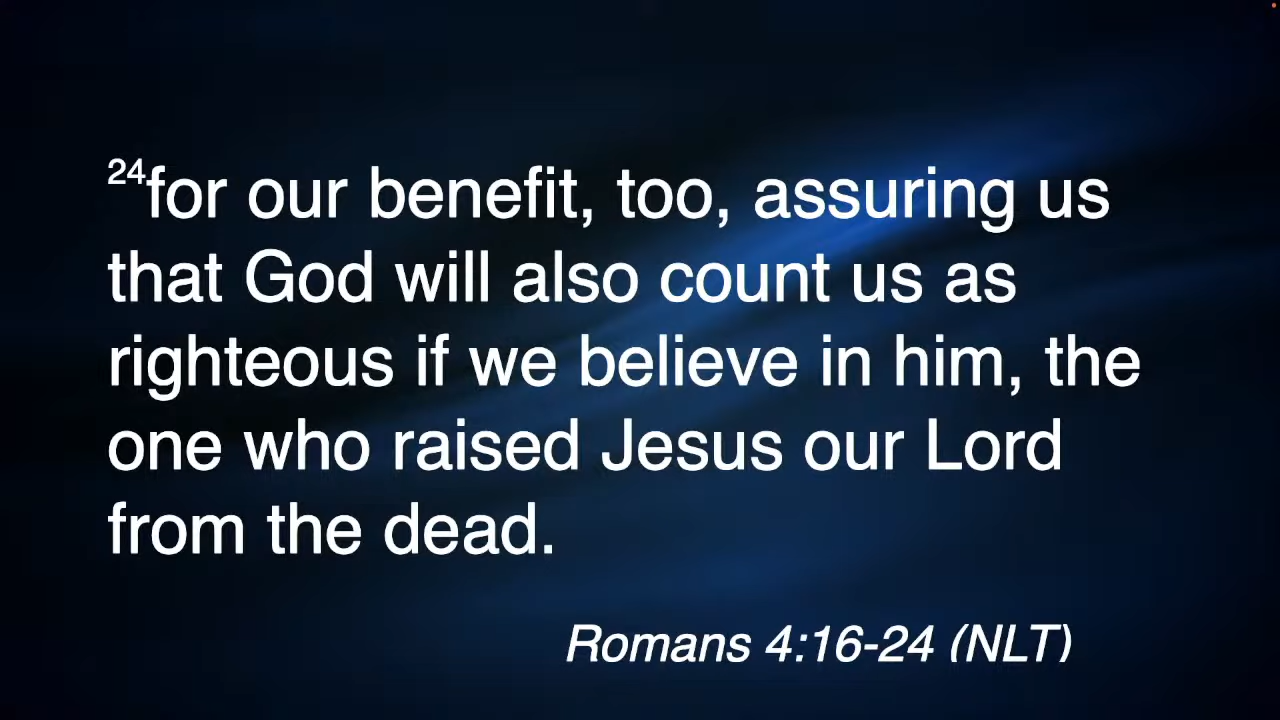 24for our benefit, too, assuring us
that God will also count us as
righteous if we believe in him, the
one who raised Jesus our Lord
from the dead.
Romans 4:16-24 (NLT)